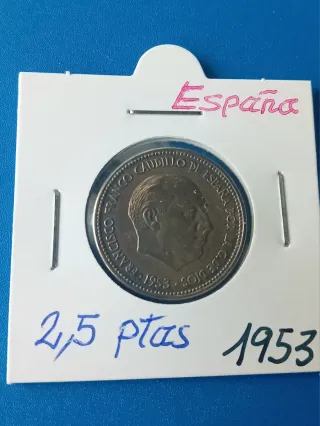 España
FRANCISCO FRANCO CAUDILLO DE ESPAÑA POR LA G. DE DIOS
·1953·
2,5 ptas
1953